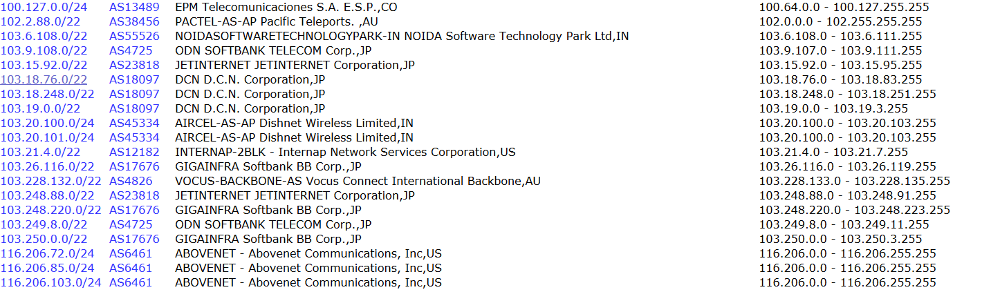 100.127.0.0/24 AS13489 EPM Telecomunicaciones S.A. E.S.P.,CO 100.64.0.0 - 100.127.255.255
102.2.88.0/22 AS38456 PACTEL-AS-AP Pacific Teleports. ,AU 102.0.0.0 - 102.255.255.255
103.6.108.0/22 AS55526 NOIDASOFTWARETECHNOLOGYPARK-IN NOIDA Software Technology Park Ltd,IN 103.6.108.0 - 103.6.111.255
103.9.108.0/22 AS4725 ODN SOFTBANK TELECOM Corp.,JP 103.9.107.0 - 103.9.111.255
103.15.92.0/22 AS23818 JETINTERNET JETINTERNET Corporation,JP 103.15.92.0 - 103.15.95.255
103.18.76.0/22 AS18097 DCN D.C.N. Corporation,JP 103.18.76.0 - 103.18.83.255
103.18.248.0/22 AS18097 DCN D.C.N. Corporation,JP 103.18.248.0 - 103.18.251.255
103.19.0.0/22 AS18097 DCN D.C.N. Corporation,JP 103.19.0.0 - 103.19.3.255
103.20.100.0/24 AS45334 AIRCEL-AS-AP Dishnet Wireless Limited,IN 103.20.100.0 - 103.20.103.255
103.20.101.0/24 AS45334 AIRCEL-AS-AP Dishnet Wireless Limited,IN 103.20.100.0 - 103.20.103.255
103.21.4.0/22 AS12182 INTERNAP-2BLK - Internap Network Services Corporation,US 103.21.4.0 - 103.21.7.255
103.26.116.0/22 AS17676 GIGAINFRA Softbank BB Corp.,JP 103.26.116.0 - 103.26.119.255
103.228.132.0/22 AS4826 VOCUS-BACKBONE-AS Vocus Connect International Backbone,AU 103.228.133.0 - 103.228.135.255
103.248.88.0/22 AS23818 JETINTERNET JETINTERNET Corporation,JP 103.248.88.0 - 103.248.91.255
103.248.220.0/22 AS17676 GIGAINFRA Softbank BB Corp.,JP 103.248.220.0 - 103.248.223.255
103.249.8.0/22 AS4725 ODN SOFTBANK TELECOM Corp.,JP 103.249.8.0 - 103.249.11.255
103.250.0.0/22 AS17676 GIGAINFRA Softbank BB Corp.,JP 103.250.0.0 - 103.250.3.255
116.206.72.0/24 AS6461 ABOVENET - Abovenet Communications, Inc,US 116.206.0.0 - 116.206.255.255
116.206.85.0/24 AS6461 ABOVENET - Abovenet Communications, Inc,US 116.206.0.0 - 116.206.255.255
116.206.103.0/24 AS6461 ABOVENET - Abovenet Communications, Inc,US 116.206.0.0 - 116.206.255.255